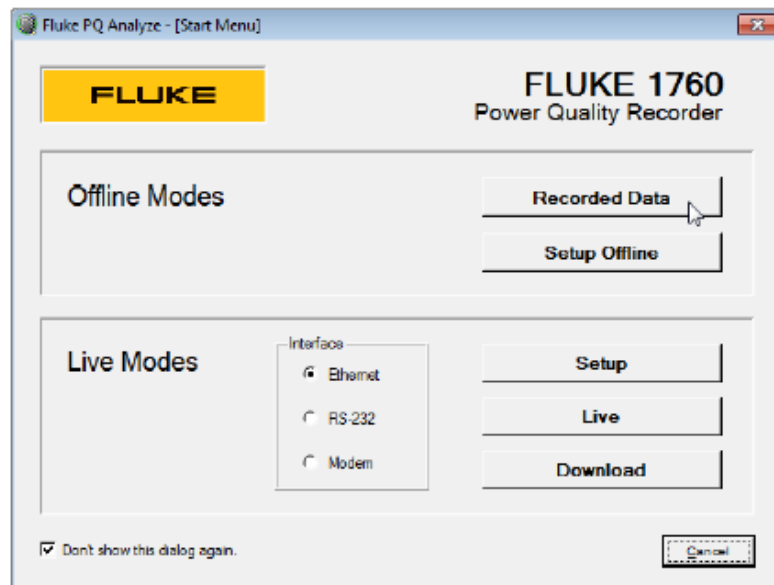 Fluke PQ Analyze - [Start Menu]
FLUKE
FLUKE 1760
Power Quality Recorder
Offline Modes
Recorded Data
Setup Offline
Live Modes
Interface
Ethernet
RS-232
Modem
Setup
Live
Download
Don't show this dialog again.
Cancel